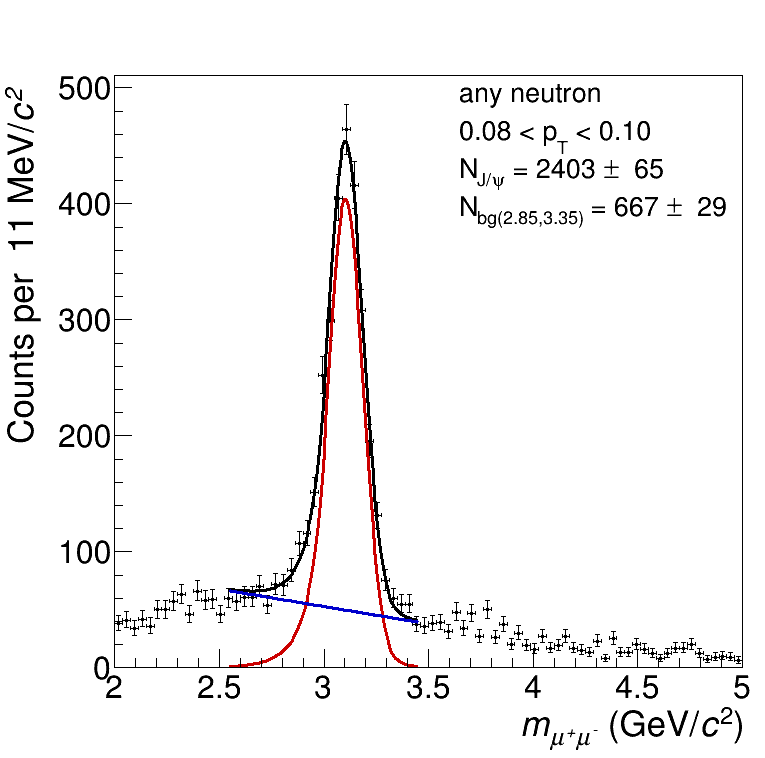 500
400
300
200
100
0
Counts per 11 MeV/c²
any neutron
0.08 < p_T < 0.10
N_J/ψ = 2403 ± 65
N_bg(2.85,3.35) = 667 ± 29
2 2.5 3 3.5 4 4.5 5
m_μ⁺μ⁻ (GeV/c²)